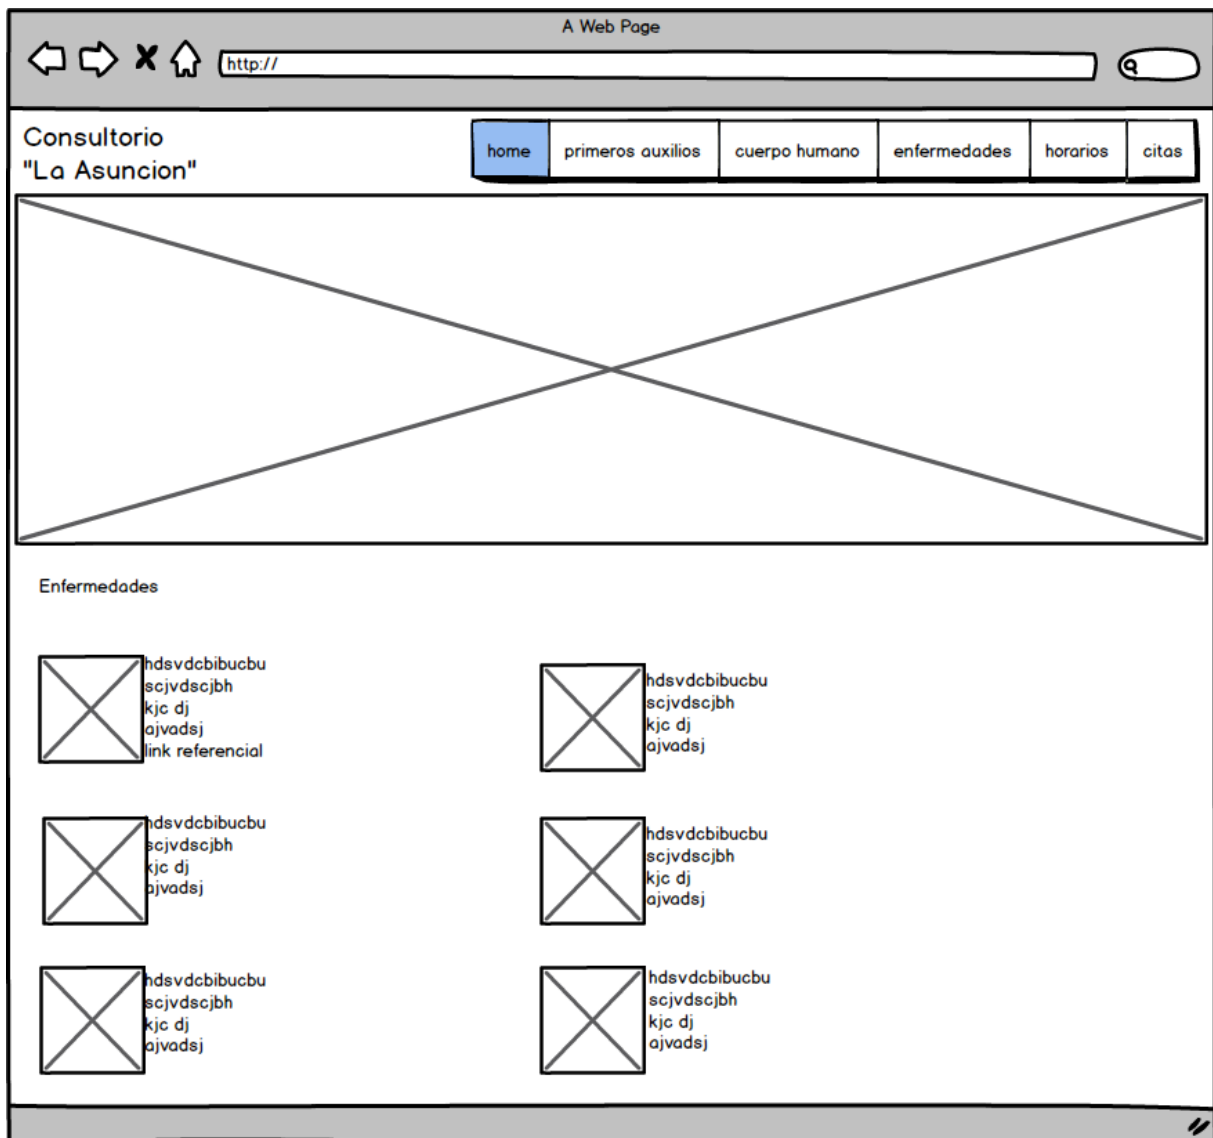 A Web Page
http://
Consultorio
"La Asuncion"
home primeros auxilios cuerpo humano enfermedades horarios citas
Enfermedades
hdsvdcbibucbu
scjvdscjbh
kjc dj
ajvadsj
link referencial
hdsvdcbibucbu
scjvdscjbh
kjc dj
ajvadsj
hdsvdcbibucbu
scjvdscjbh
kjc dj
ajvadsj
hdsvdcbibucbu
scjvdscjbh
kjc dj
ajvadsj
hdsvdcbibucbu
scjvdscjbh
kjc dj
ajvadsj
hdsvdcbibucbu
scjvdscjbh
kjc dj
ajvadsj